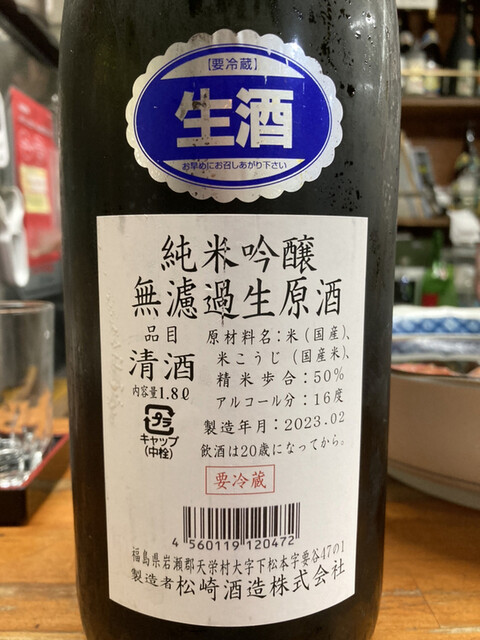 【要冷蔵】
生酒
お早めにお召しあがり下さい
純米吟醸
無濾過生原酒
品目
清酒
内容量1.8ℓ
プラ
キャップ
(中栓)
原材料名：米（国産）、
米こうじ（国産米）、
精米歩合：50%
アルコール分：16度
製造年月：2023.02
飲酒は20歳になってから。
要冷蔵
4 560119 120472
福島県岩瀬郡天栄村大字下松本字要谷47の1
製造者 松崎酒造株式会社